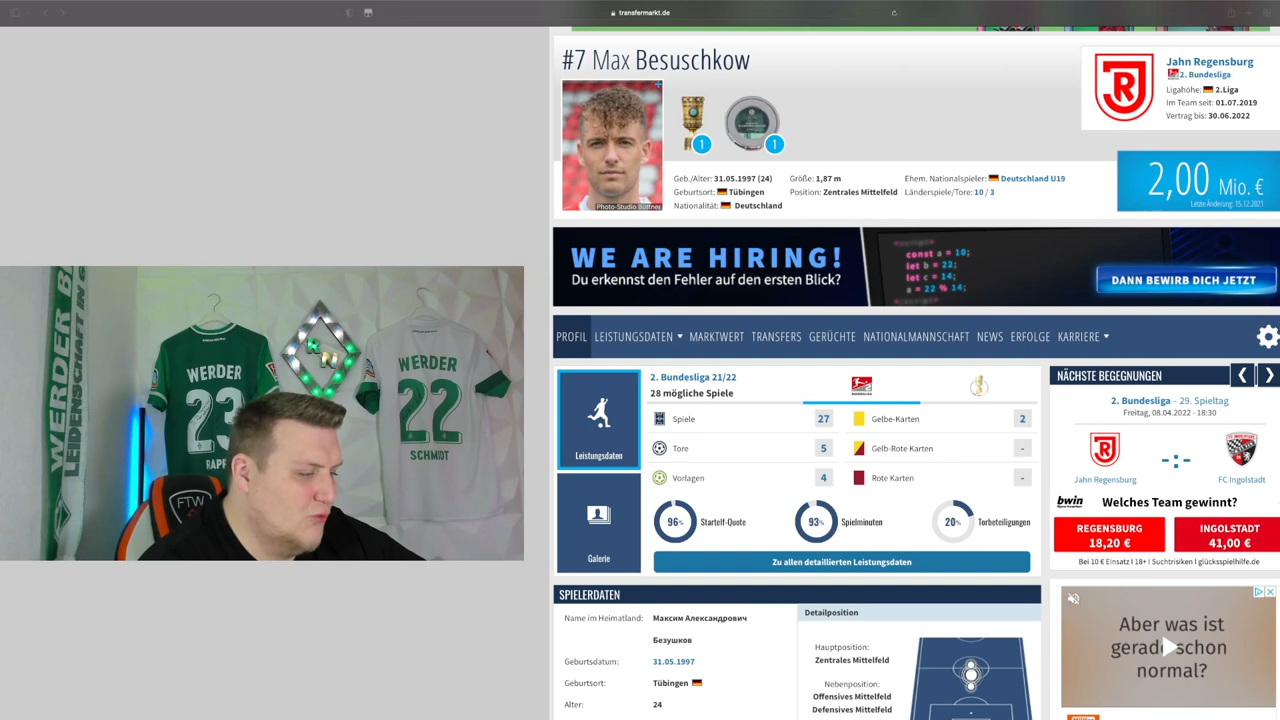 transfermarkt.de
#7 Max Besuschkow
1
1
Photo-Studio Büttner
Geb./Alter: 31.05.1997 (24)
Geburtsort: Tübingen
Nationalität: Deutschland
Größe: 1,87 m
Position: Zentrales Mittelfeld
Ehem. Nationalspieler: Deutschland U19
Länderspiele/Tore: 10 / 3
Jahn Regensburg
2. Bundesliga
Ligahöhe: 2.Liga
Im Team seit: 01.07.2019
Vertrag bis: 30.06.2022
2,00 Mio. €
Letzte Änderung: 15.12.2021
WE ARE HIRING!
Du erkennst den Fehler auf den ersten Blick?
<script>
const a = 10;
let b = 22;
let c = 14;
a = 22 % 14;
DANN BEWIRB DICH JETZT
PROFIL LEISTUNGSDATEN MARKTWERT TRANSFERS GERÜCHTE NATIONALMANNSCHAFT NEWS ERFOLGE KARRIERE
Leistungsdaten
Galerie
2. Bundesliga 21/22
28 mögliche Spiele
Spiele 27
Gelbe-Karten 2
Tore 5
Gelb-Rote Karten -
Vorlagen 4
Rote Karten -
96% Startelf-Quote
93% Spielminuten
20% Torbeteiligungen
Zu allen detaillierten Leistungsdaten
NÄCHSTE BEGEGNUNGEN
2. Bundesliga - 29. Spieltag
Freitag, 08.04.2022 - 18:30
-:-
Jahn Regensburg
FC Ingolstadt
bwin Welches Team gewinnt?
REGENSBURG
18,20 €
INGOLSTADT
41,00 €
Bei 10 € Einsatz I 18+ I Suchtrisiken I glücksspielhilfe.de
SPIELERDATEN
Name im Heimatland: Максим Александрович
Безушков
Geburtsdatum: 31.05.1997
Geburtsort: Tübingen
Alter: 24
Detailposition
Hauptposition:
Zentrales Mittelfeld
Nebenposition:
Offensives Mittelfeld
Defensives Mittelfeld
Aber was ist
gerade schon
normal?
WERDER B
LEIDENSCHAFT
WERDER
23
RAPP
RN
WERDER
22
SCHMIDT
FTW